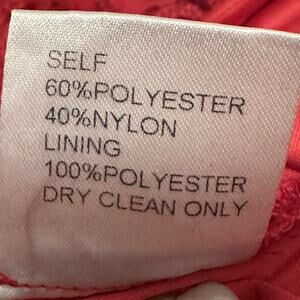 SELF
60%POLYESTER
40%NYLON
LINING
100%POLYESTER
DRY CLEAN ONLY